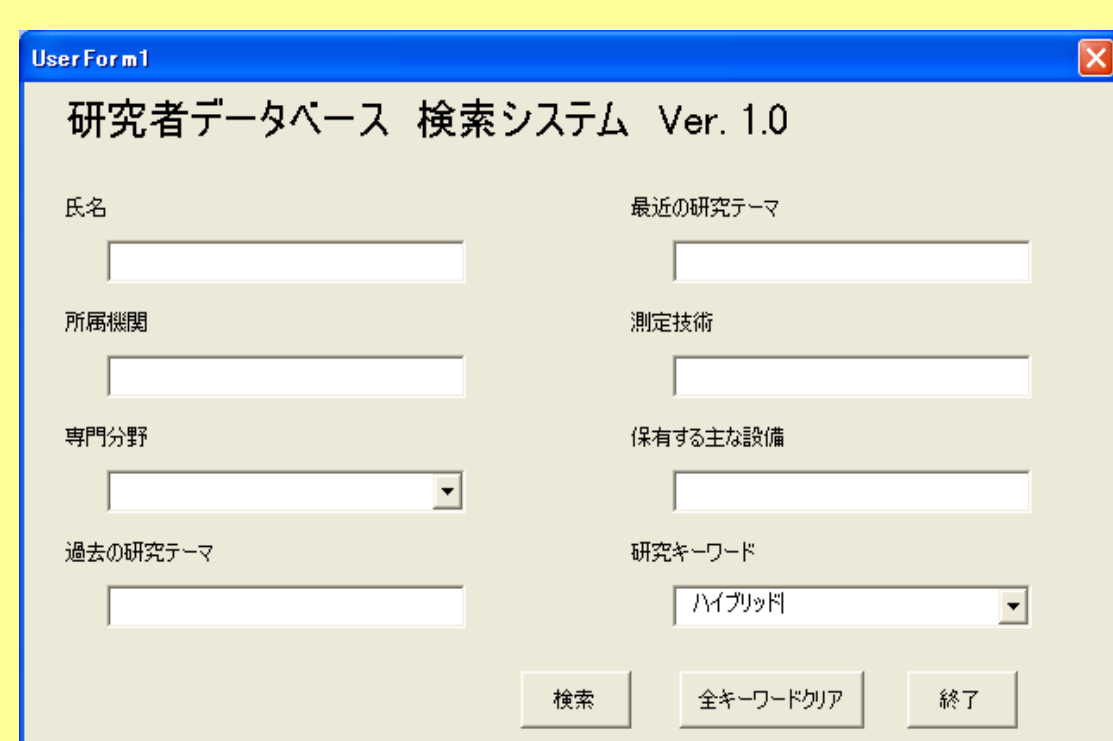 UserForm1
研究者データベース 検索システム Ver. 1.0
氏名
最近の研究テーマ
所属機関
測定技術
専門分野
保有する主な設備
過去の研究テーマ
研究キーワード
ハイブリッド
検索
全キーワードクリア
終了